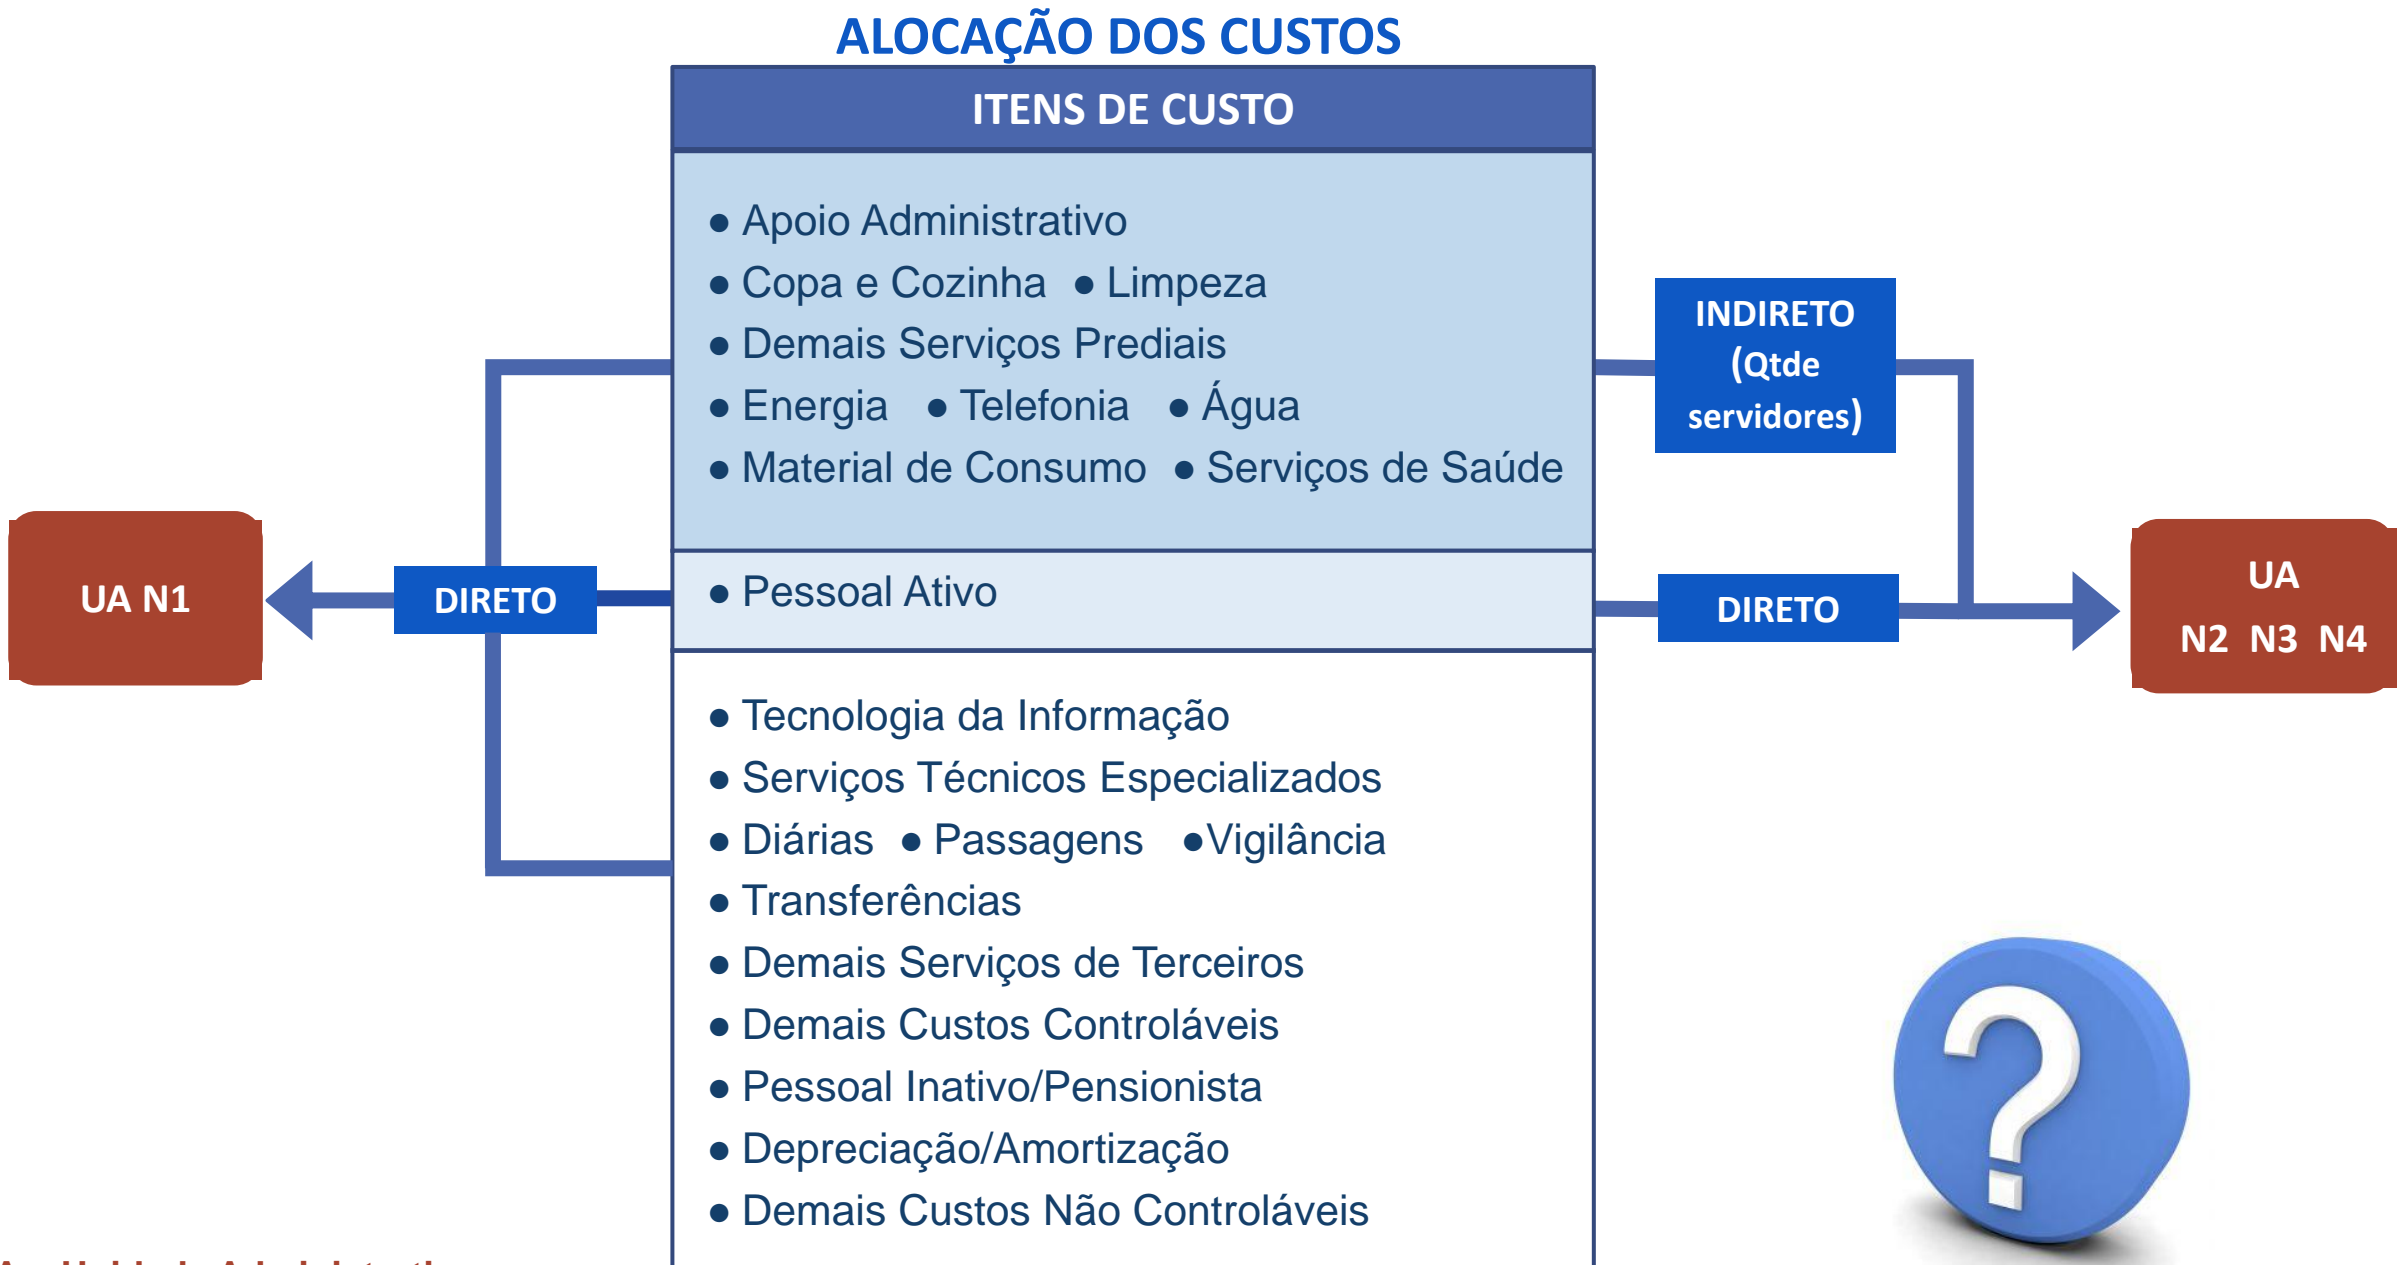 ALOCAÇÃO DOS CUSTOS
ITENS DE CUSTO
● Apoio Administrativo
● Copa e Cozinha ● Limpeza
● Demais Serviços Prediais
● Energia ● Telefonia ● Água
● Material de Consumo ● Serviços de Saúde
INDIRETO
(Qtde
servidores)
UA N1
DIRETO
● Pessoal Ativo
DIRETO
UA
N2 N3 N4
● Tecnologia da Informação
● Serviços Técnicos Especializados
● Diárias ● Passagens ●Vigilância
● Transferências
● Demais Serviços de Terceiros
● Demais Custos Controláveis
● Pessoal Inativo/Pensionista
● Depreciação/Amortização
● Demais Custos Não Controláveis
?